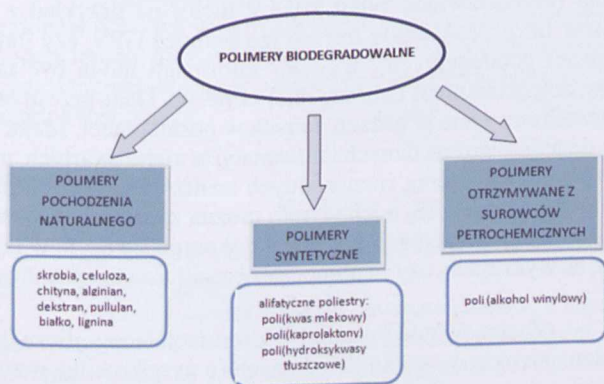 POLIMERY BIODEGRADOWALNE
POLIMERY
POCHODZENIA
NATURALNEGO
skrobia, celuloza,
chityna, alginian,
dekstran, pullulan,
białko, lignina
POLIMERY
SYNTETYCZNE
alifatyczne poliestry:
poli(kwas mlekowy)
poli(kaprolaktony)
poli(hydroksykwasy
tłuszczowe)
POLIMERY
OTRZYMYWANE Z
SUROWCÓW
PETROCHEMICZNYCH
poli(alkohol winylowy)